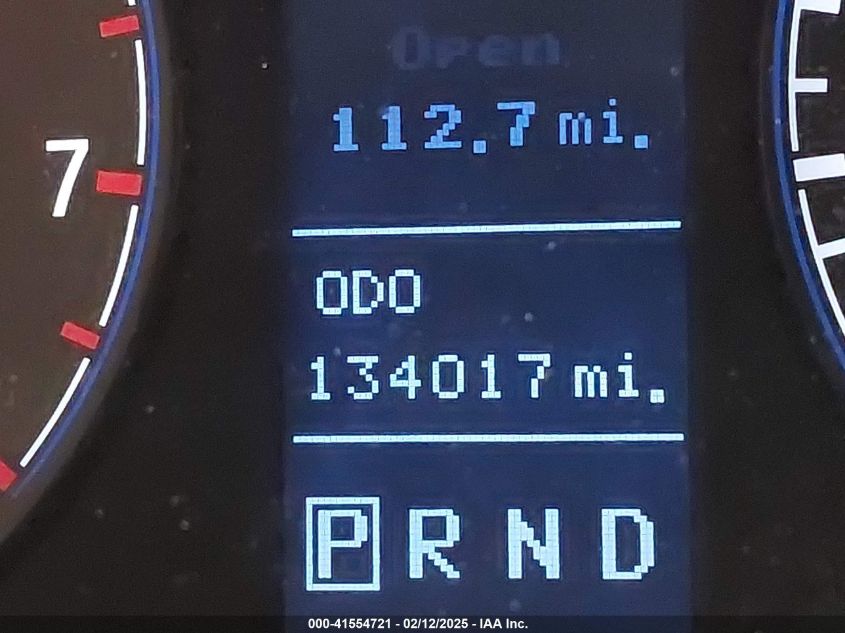 Open
112.7 mi.
7
ODO
134017 mi.
P R N D
000-41554721 - 02/12/2025 - IAA Inc.